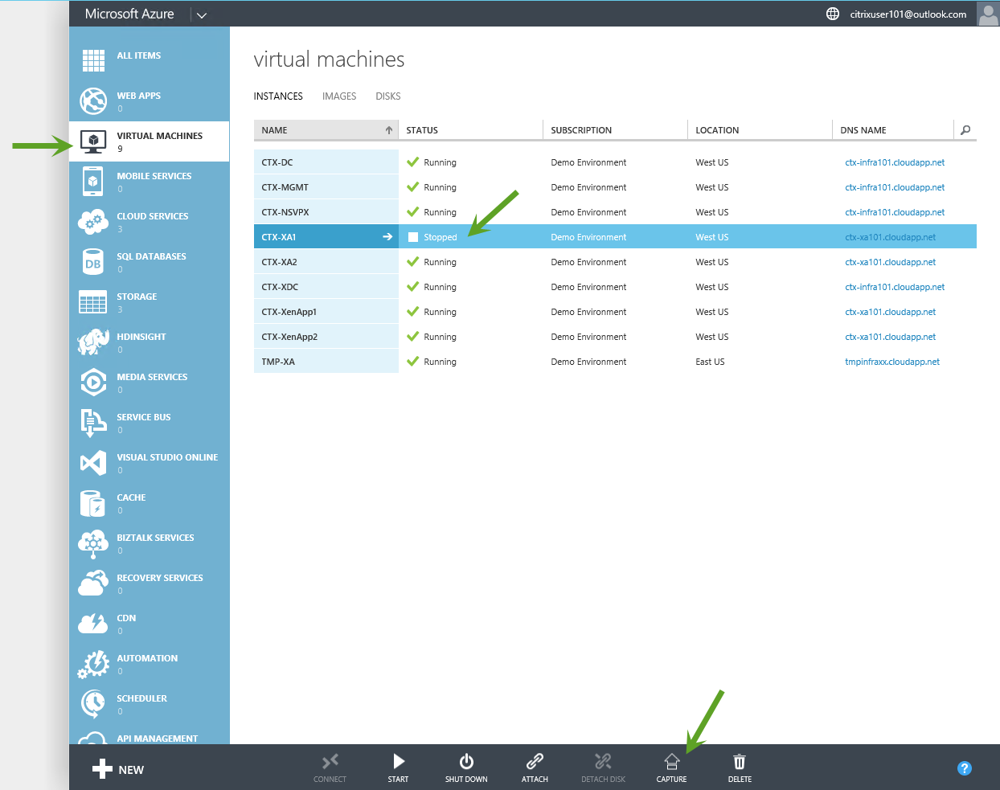 Microsoft Azure
citrixuser101@outlook.com
ALL ITEMS
WEB APPS
0
VIRTUAL MACHINES
9
MOBILE SERVICES
0
CLOUD SERVICES
3
SQL DATABASES
0
DB
STORAGE
3
HDINSIGHT
0
MEDIA SERVICES
0
SERVICE BUS
0
VISUAL STUDIO ONLINE
0
CACHE
0
BIZTALK SERVICES
0
RECOVERY SERVICES
0
CDN
0
AUTOMATION
0
SCHEDULER
0
API MANAGEMENT
virtual machines
INSTANCES IMAGES DISKS
NAME STATUS SUBSCRIPTION LOCATION DNS NAME
CTX-DC Running Demo Environment West US ctx-infra101.cloudapp.net
CTX-MGMT Running Demo Environment West US ctx-infra101.cloudapp.net
CTX-NSVPX Running Demo Environment West US ctx-infra101.cloudapp.net
CTX-XA1 Stopped Demo Environment West US ctx-xa101.cloudapp.net
CTX-XA2 Running Demo Environment West US ctx-xa101.cloudapp.net
CTX-XDC Running Demo Environment West US ctx-infra101.cloudapp.net
CTX-XenApp1 Running Demo Environment West US ctx-xa101.cloudapp.net
CTX-XenApp2 Running Demo Environment West US ctx-xa101.cloudapp.net
TMP-XA Running Demo Environment East US tmpinfraxx.cloudapp.net
NEW CONNECT START SHUT DOWN ATTACH DETACH DISK CAPTURE DELETE ?